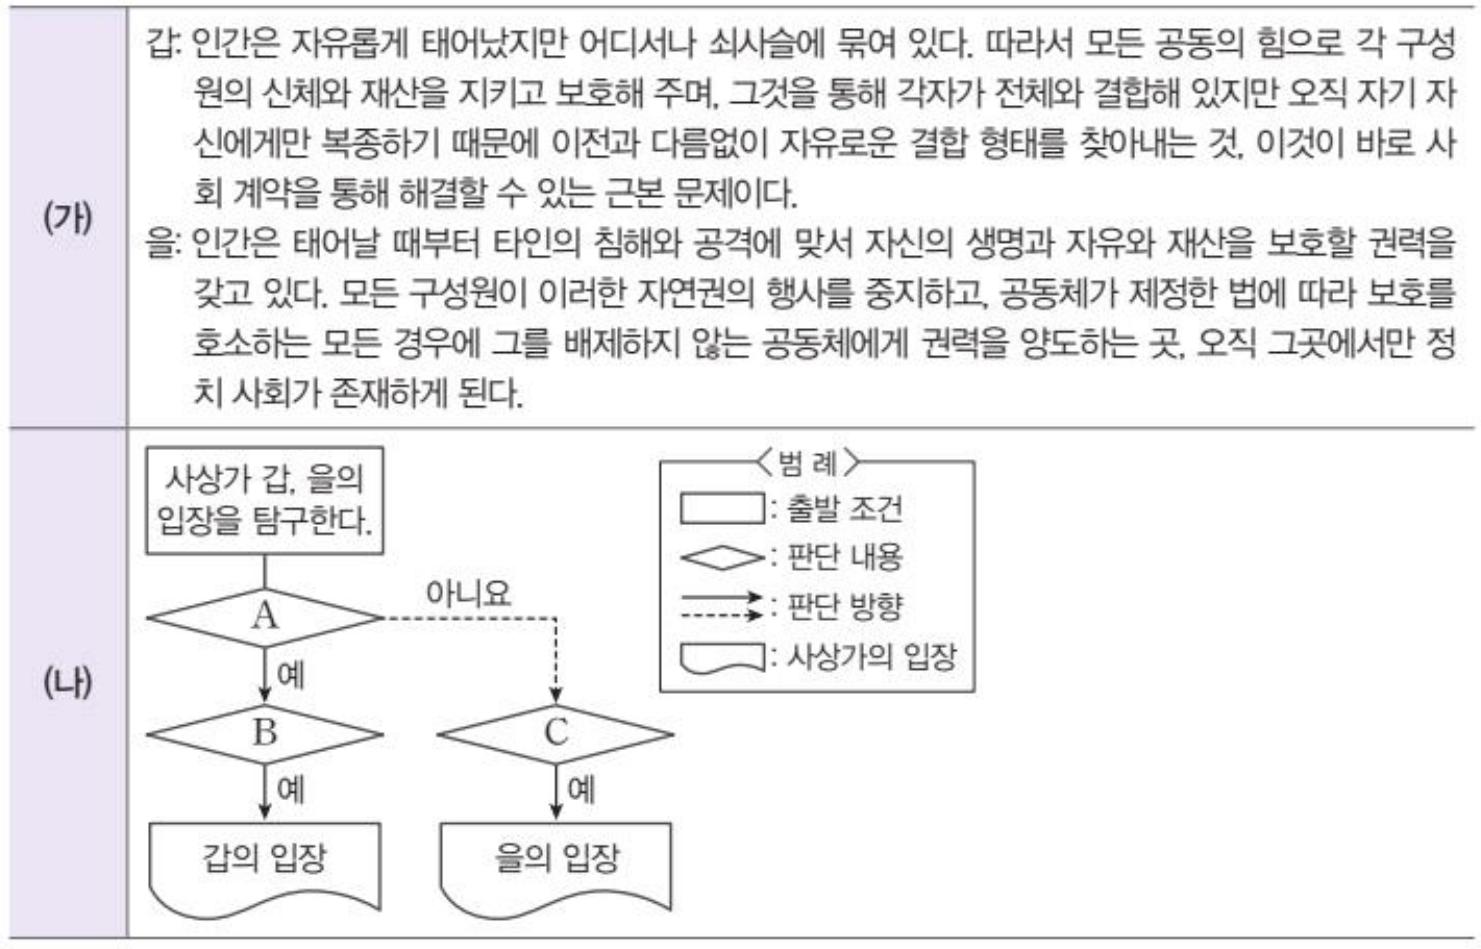 (가)
갑: 인간은 자유롭게 태어났지만 어디서나 쇠사슬에 묶여 있다. 따라서 모든 공동의 힘으로 각 구성
원의 신체와 재산을 지키고 보호해 주며, 그것을 통해 각자가 전체와 결합해 있지만 오직 자기 자
신에게만 복종하기 때문에 이전과 다름없이 자유로운 결합 형태를 찾아내는 것, 이것이 바로 사
회 계약을 통해 해결할 수 있는 근본 문제이다.
을: 인간은 태어날 때부터 타인의 침해와 공격에 맞서 자신의 생명과 자유와 재산을 보호할 권력을
갖고 있다. 모든 구성원이 이러한 자연권의 행사를 중지하고, 공동체가 제정한 법에 따라 보호를
호소하는 모든 경우에 그를 배제하지 않는 공동체에게 권력을 양도하는 곳, 오직 그곳에서만 정
치 사회가 존재하게 된다.
(나)
사상가 갑, 을의
입장을 탐구한다.
A
아니요
예
B
C
예
예
갑의 입장
을의 입장
<범 례>
: 출발 조건
: 판단 내용
: 판단 방향
: 사상가의 입장